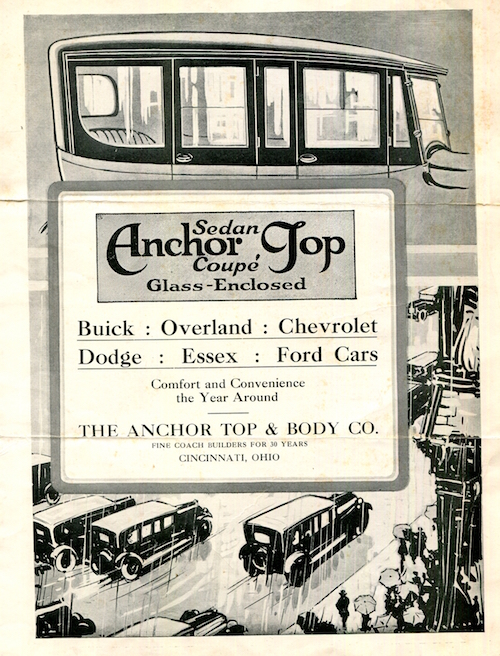 Sedan
Anchor Top
Coupé
Glass-Enclosed
Buick : Overland : Chevrolet
Dodge : Essex : Ford Cars
Comfort and Convenience
the Year Around
THE ANCHOR TOP & BODY CO.
FINE COACH BUILDERS FOR 30 YEARS
CINCINNATI, OHIO